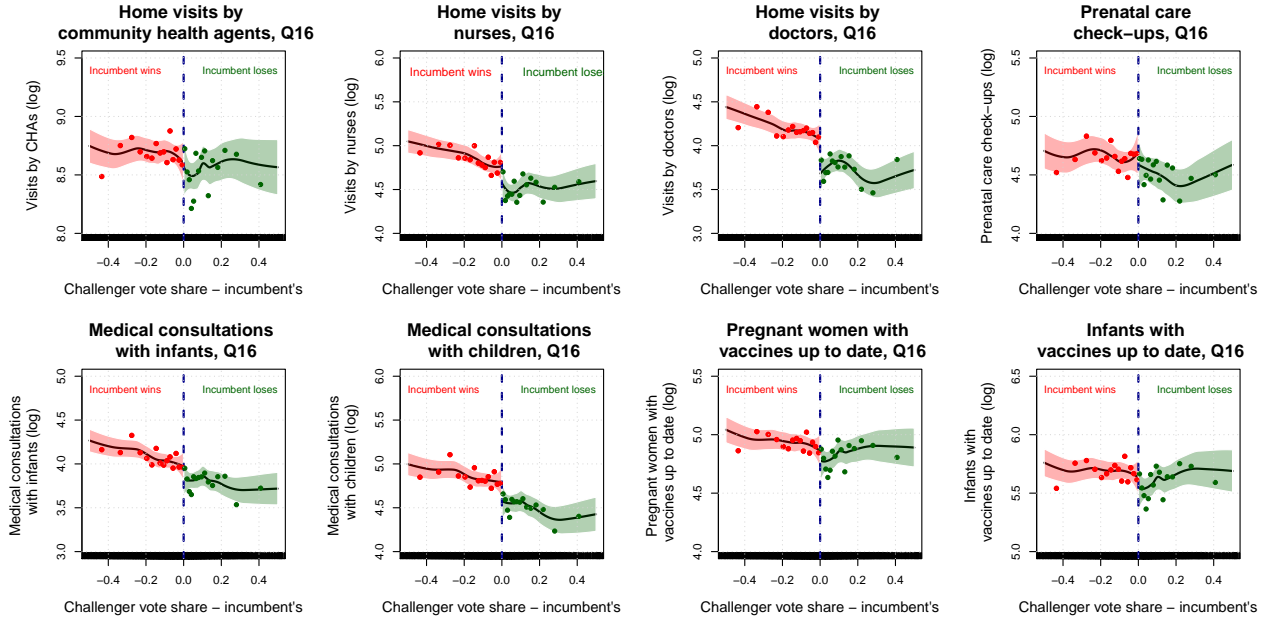 Home visits by
community health agents, Q16
Visits by CHAs (log)
9.5
9.0
8.5
8.0
Incumbent wins
Incumbent loses
−0.4
−0.2
0.0
0.2
0.4
Challenger vote share − incumbent's
Home visits by
nurses, Q16
Visits by nurses (log)
6.0
5.5
5.0
4.5
4.0
Incumbent wins
Incumbent lose
−0.4
−0.2
0.0
0.2
0.4
Challenger vote share − incumbent's
Home visits by
doctors, Q16
Visits by doctors (log)
5.0
4.5
4.0
3.5
3.0
Incumbent wins
Incumbent loses
−0.4
−0.2
0.0
0.2
0.4
Challenger vote share − incumbent's
Prenatal care
check−ups, Q16
Prenatal care check−ups (log)
5.5
5.0
4.5
4.0
Incumbent wins
Incumbent loses
−0.4
−0.2
0.0
0.2
0.4
Challenger vote share − incumbent's
Medical consultations
with infants, Q16
Medical consultations
with infants (log)
5.0
4.5
4.0
3.5
3.0
Incumbent wins
Incumbent loses
−0.4
−0.2
0.0
0.2
0.4
Challenger vote share − incumbent's
Medical consultations
with children, Q16
Medical consultations
with children (log)
6.0
5.5
5.0
4.5
4.0
Incumbent wins
Incumbent loses
−0.4
−0.2
0.0
0.2
0.4
Challenger vote share − incumbent's
Pregnant women with
vaccines up to date, Q16
Pregnant women with
vaccines up to date (log)
5.5
5.0
4.5
4.0
Incumbent wins
Incumbent loses
−0.4
−0.2
0.0
0.2
0.4
Challenger vote share − incumbent's
Infants with
vaccines up to date, Q16
Infants with
vaccines up to date (log)
6.5
6.0
5.5
5.0
Incumbent wins
Incumbent loses
−0.4
−0.2
0.0
0.2
0.4
Challenger vote share − incumbent's